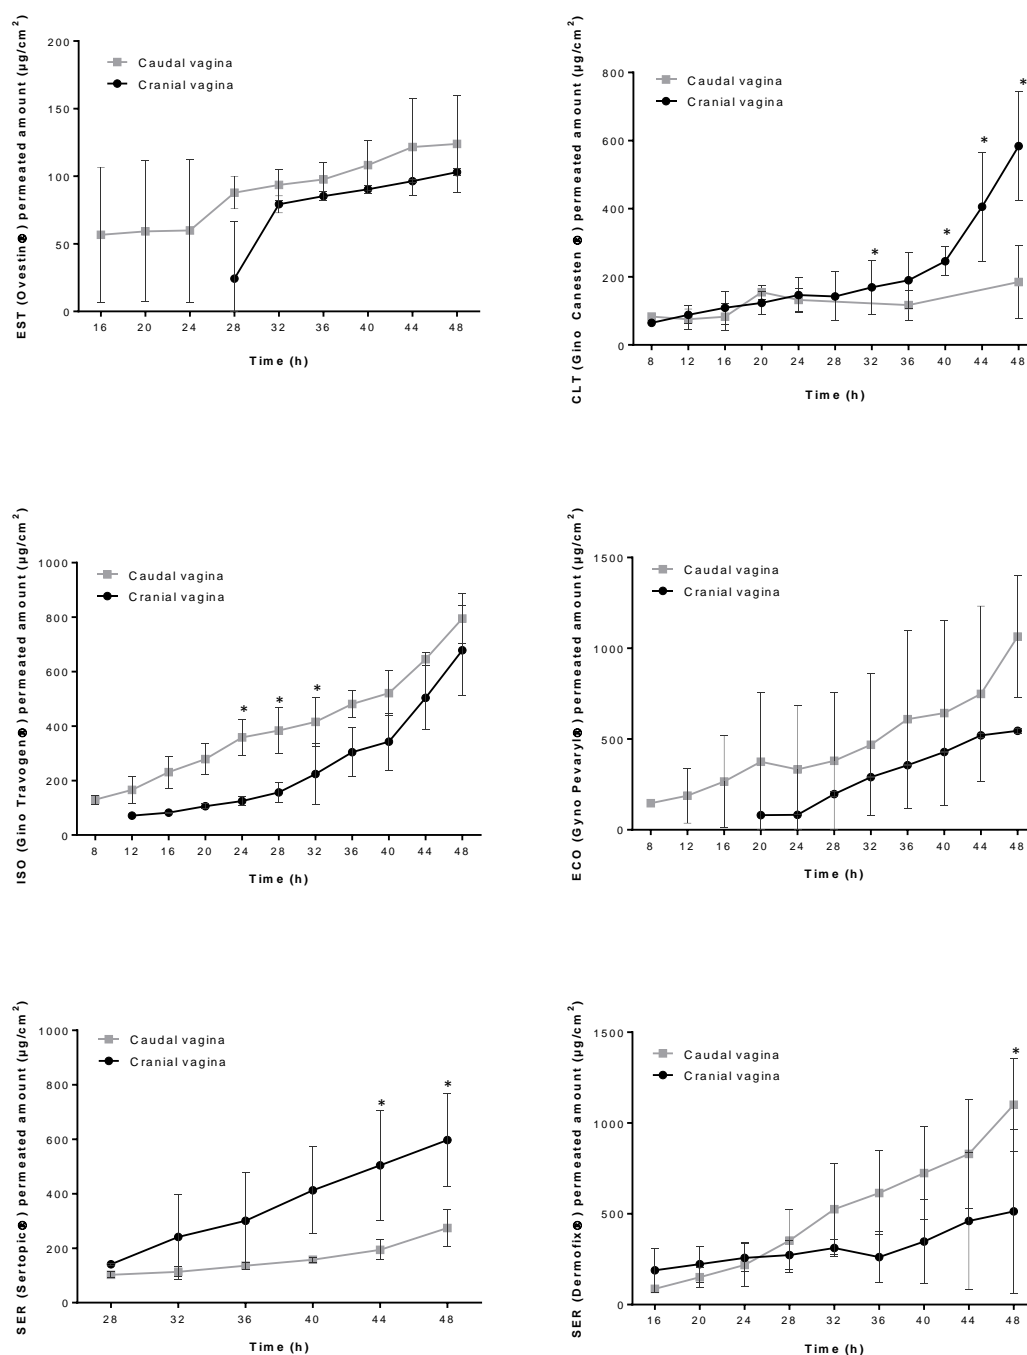 EST (Ovestin®) permeated amount (µg/cm²)
200
150
100
50
0
Caudal vagina
Cranial vagina
16 20 24 28 32 36 40 44 48
Time (h)
CLT (Gino Canesten ®) permeated amount (µg/cm²)
800
600
400
200
0
Caudal vagina
Cranial vagina
*
*
*
*
8 12 16 20 24 28 32 36 40 44 48
Time (h)
ISO (Gino Travogen®) permeated amount (µg/cm²)
1000
800
600
400
200
0
Caudal vagina
Cranial vagina
* * *
8 12 16 20 24 28 32 36 40 44 48
Time (h)
ECO (Gyno Pevaryl®) permeated amount (µg/cm²)
1500
1000
500
0
Caudal vagina
Cranial vagina
8 12 16 20 24 28 32 36 40 44 48
Time (h)
SER (Sertopic®) permeated amount (µg/cm²)
1000
800
600
400
200
0
Caudal vagina
Cranial vagina
*
*
28 32 36 40 44 48
Time (h)
SER (Dermofix®) permeated amount (µg/cm²)
1500
1000
500
0
Caudal vagina
Cranial vagina
*
16 20 24 28 32 36 40 44 48
Time (h)